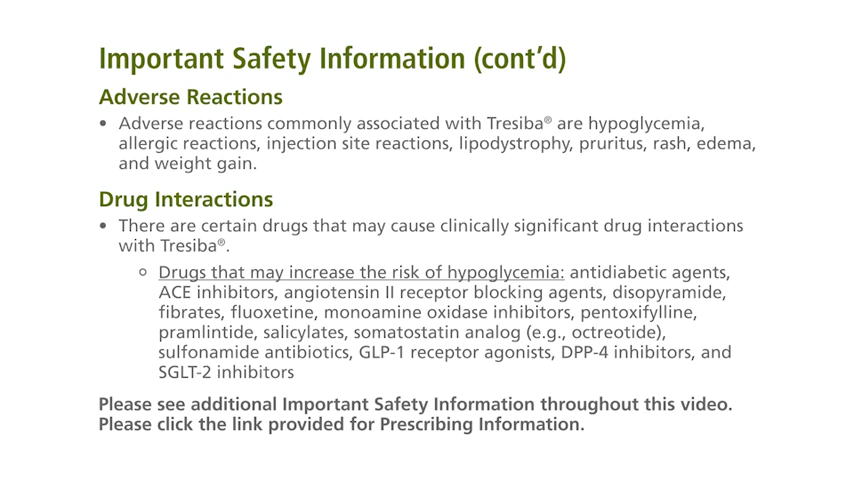 Important Safety Information (cont’d)
Adverse Reactions
• Adverse reactions commonly associated with Tresiba® are hypoglycemia,
allergic reactions, injection site reactions, lipodystrophy, pruritus, rash, edema,
and weight gain.
Drug Interactions
• There are certain drugs that may cause clinically significant drug interactions
with Tresiba®.
○ Drugs that may increase the risk of hypoglycemia: antidiabetic agents,
ACE inhibitors, angiotensin II receptor blocking agents, disopyramide,
fibrates, fluoxetine, monoamine oxidase inhibitors, pentoxifylline,
pramlintide, salicylates, somatostatin analog (e.g., octreotide),
sulfonamide antibiotics, GLP-1 receptor agonists, DPP-4 inhibitors, and
SGLT-2 inhibitors
Please see additional Important Safety Information throughout this video.
Please click the link provided for Prescribing Information.